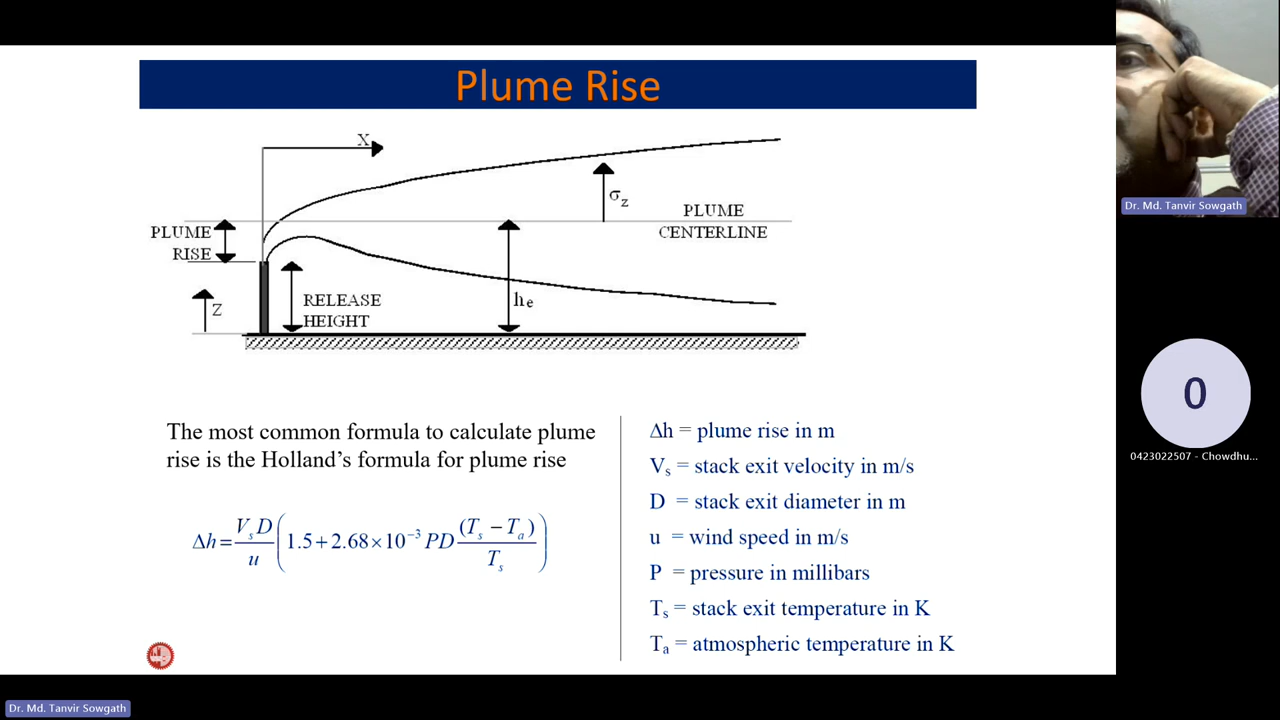 Plume Rise
X
σz
PLUME
CENTERLINE
PLUME
RISE
Z
RELEASE
HEIGHT
he
The most common formula to calculate plume
rise is the Holland’s formula for plume rise
Δh = VsD/u (1.5 + 2.68 × 10⁻³ PD (Ts − Ta)/Ts)
Δh = plume rise in m
Vs = stack exit velocity in m/s
D = stack exit diameter in m
u = wind speed in m/s
P = pressure in millibars
Ts = stack exit temperature in K
Ta = atmospheric temperature in K
Dr. Md. Tanvir Sowgath
0
0423022507 - Chowdhu...
Dr. Md. Tanvir Sowgath